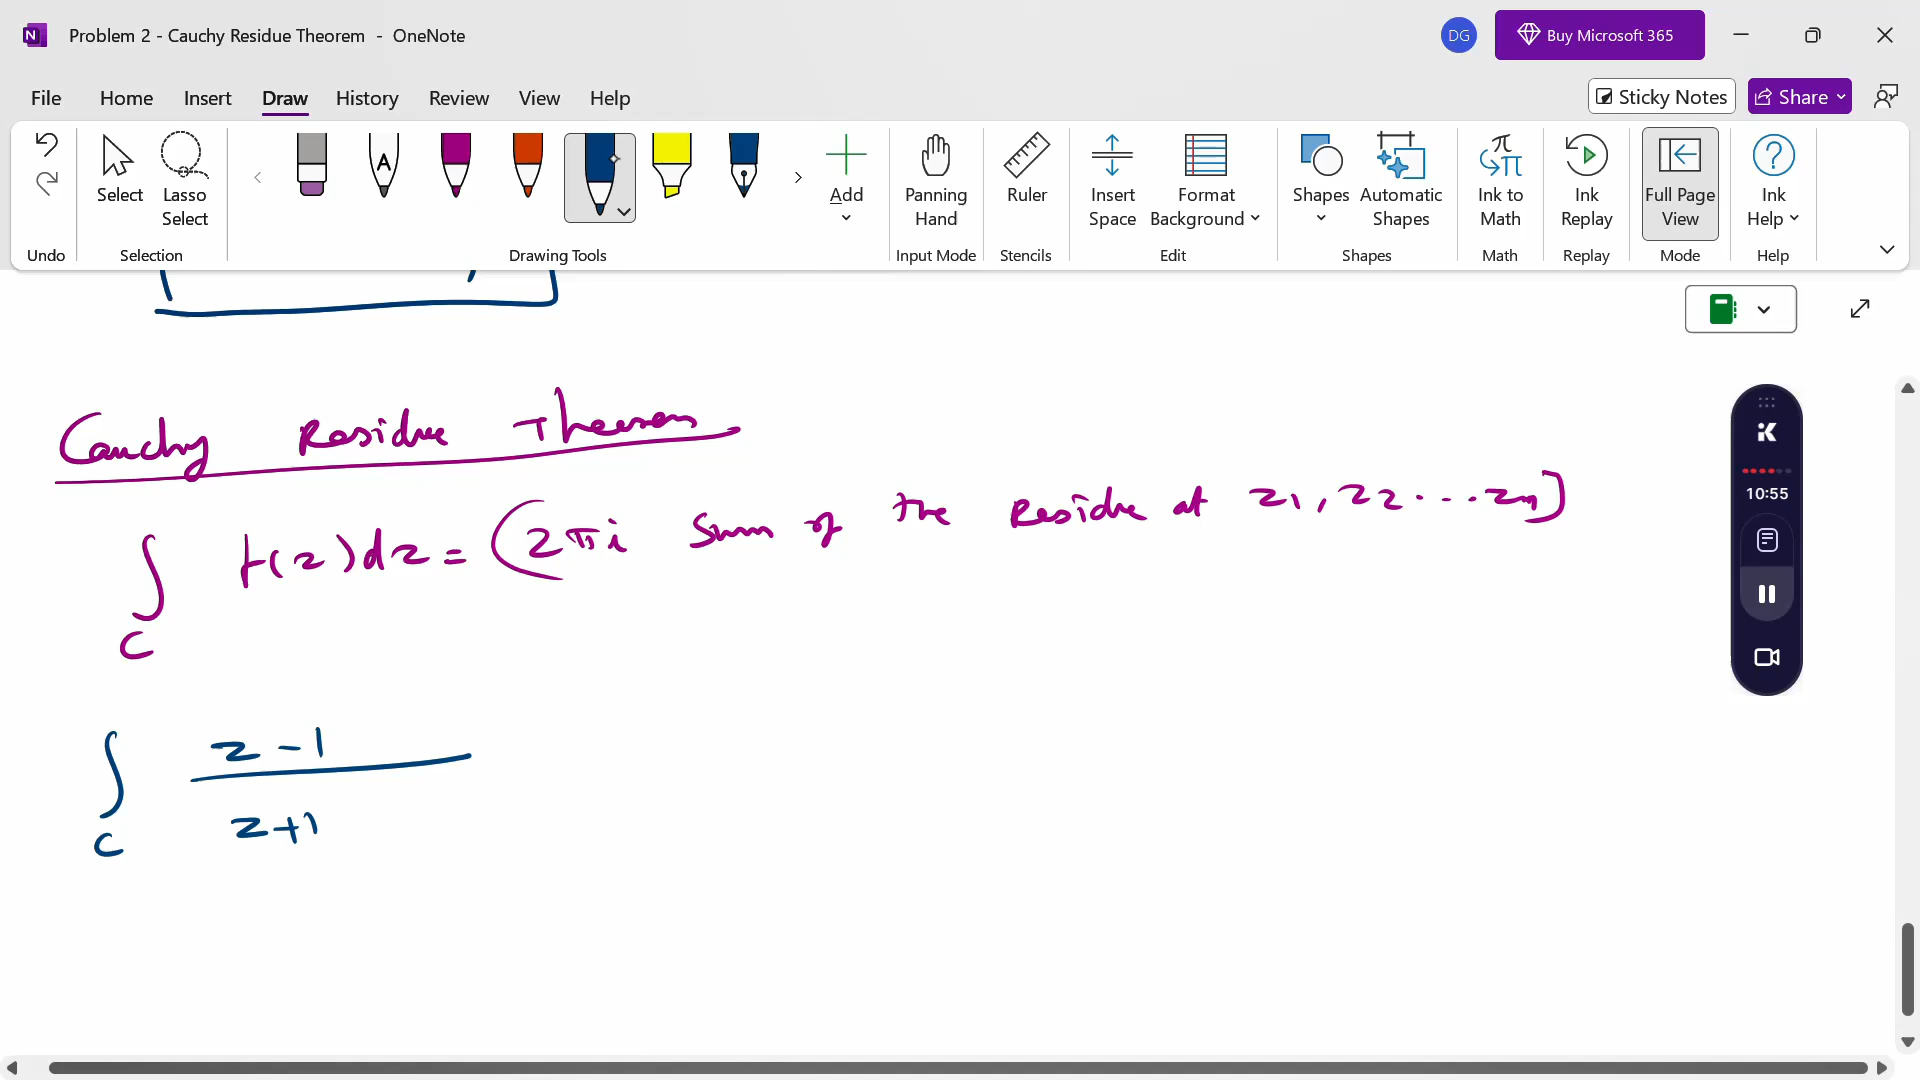 Problem 2 - Cauchy Residue Theorem - OneNote
DG
Buy Microsoft 365
File Home Insert Draw History Review View Help
Sticky Notes
Share
Select
Lasso Select
A
Add
Panning Hand
Ruler
Insert Space
Format Background
Shapes
Automatic Shapes
Ink to Math
Ink Replay
Full Page View
Ink Help
Undo
Selection
Drawing Tools
Input Mode
Stencils
Edit
Shapes
Math
Replay
Mode
Help
Cauchy Residue Theorem
∫ f(z)dz = (2πi Sum of the Residue at z1, z2 ... zn)
C
10:55
∫ z-1
z+1
C